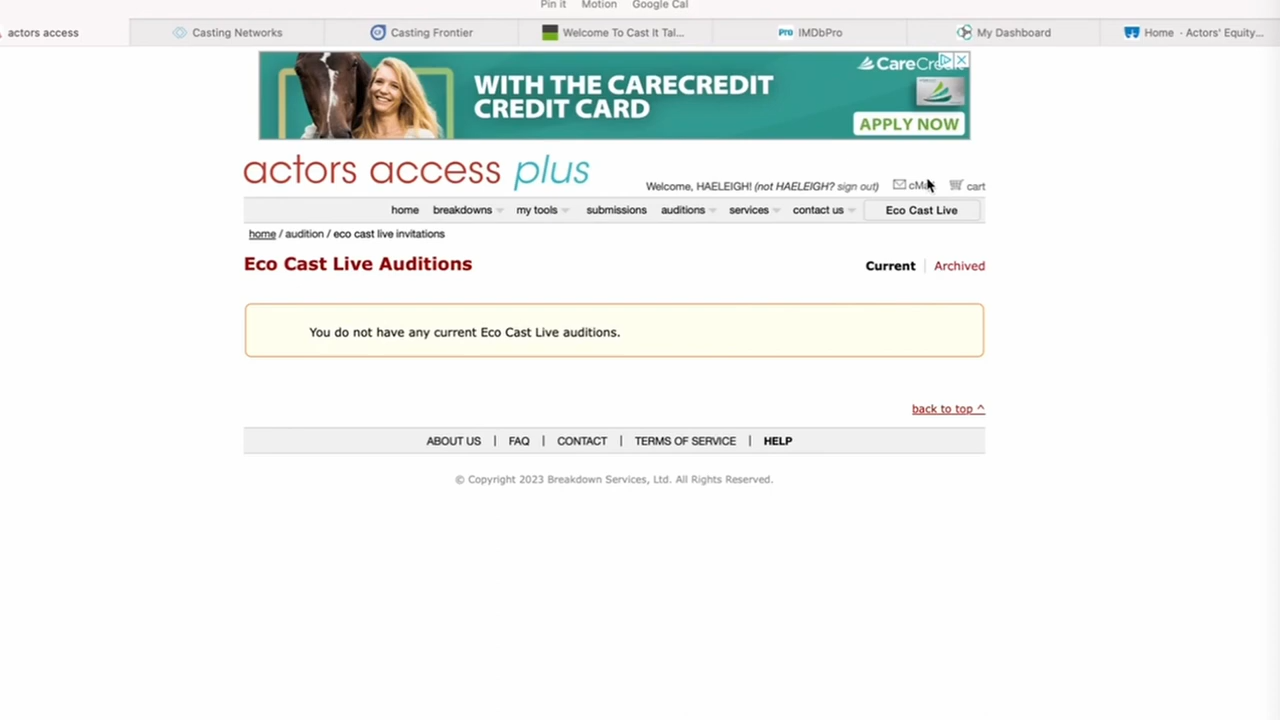 Pin it Motion Google Cal
actors access Casting Networks Casting Frontier Welcome To Cast It Tal... IMDbPro My Dashboard Home - Actors' Equity...
WITH THE CARECREDIT
CREDIT CARD
APPLY NOW
actors access plus
Welcome, HAELEIGH! (not HAELEIGH? sign out) cart
home breakdowns my tools submissions auditions services contact us Eco Cast Live
home / audition / eco cast live invitations
Eco Cast Live Auditions Current | Archived
You do not have any current Eco Cast Live auditions.
back to top ^
ABOUT US | FAQ | CONTACT | TERMS OF SERVICE | HELP
© Copyright 2023 Breakdown Services, Ltd. All Rights Reserved.